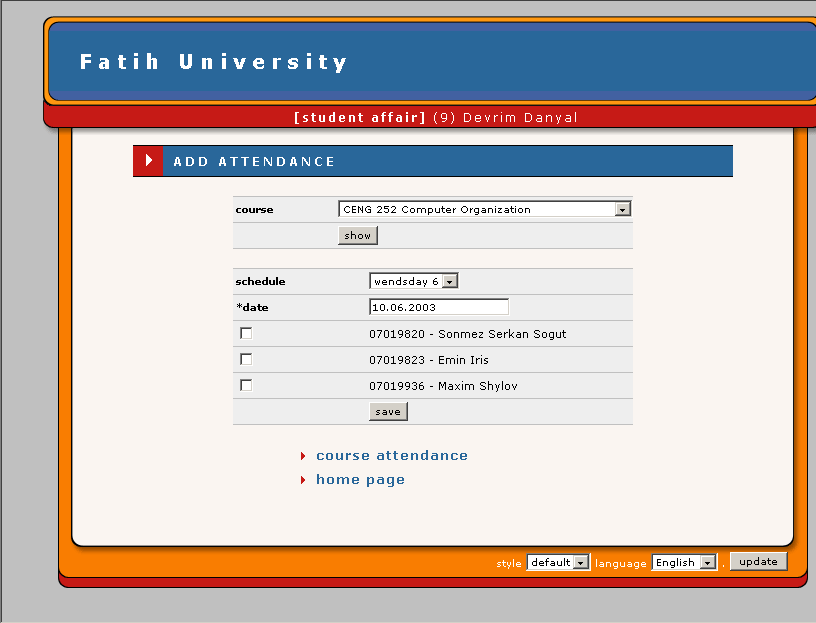 Fatih University
[student affair] (9) Devrim Danyal
ADD ATTENDANCE
course CENG 252 Computer Organization
show
schedule wendsday 6
*date 10.06.2003
07019820 - Sonmez Serkan Sogut
07019823 - Emin Iris
07019936 - Maxim Shylov
save
course attendance
home page
style default language English . update